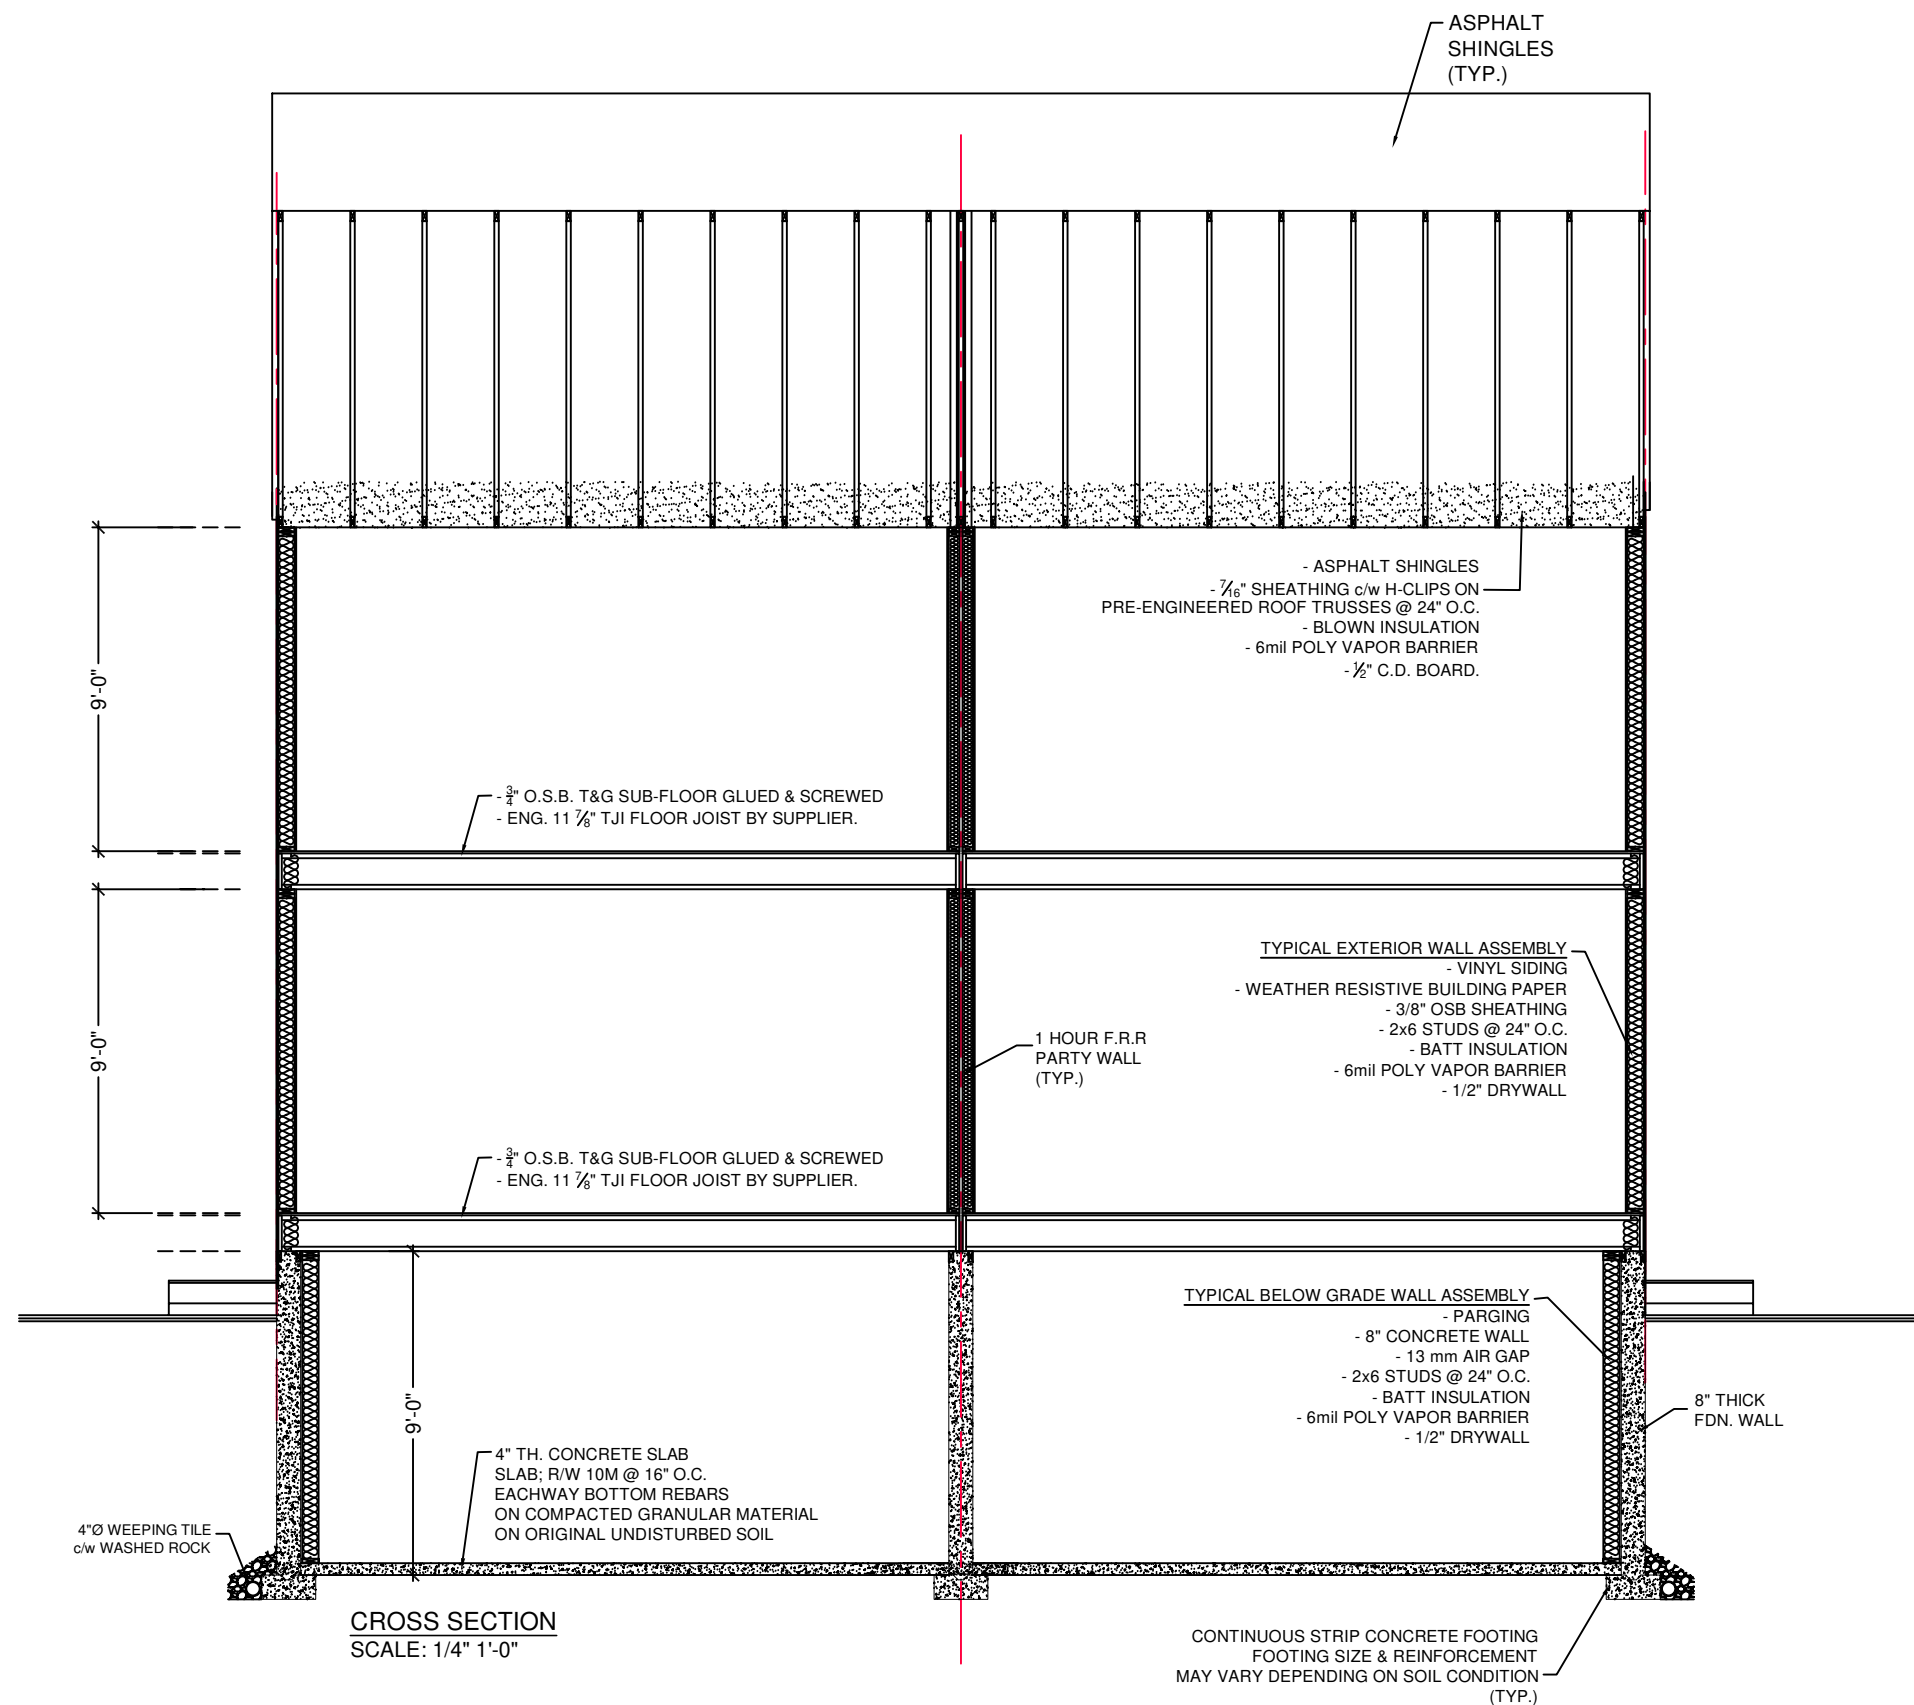 ASPHALT
SHINGLES
(TYP.)
- ASPHALT SHINGLES
- 7/16" SHEATHING c/w H-CLIPS ON
PRE-ENGINEERED ROOF TRUSSES @ 24" O.C.
- BLOWN INSULATION
- 6mil POLY VAPOR BARRIER
- 1/2" C.D. BOARD.
9'-0"
- 3/4" O.S.B. T&G SUB-FLOOR GLUED & SCREWED
- ENG. 11 7/8" TJI FLOOR JOIST BY SUPPLIER.
TYPICAL EXTERIOR WALL ASSEMBLY
- VINYL SIDING
- WEATHER RESISTIVE BUILDING PAPER
- 3/8" OSB SHEATHING
- 2x6 STUDS @ 24" O.C.
- BATT INSULATION
- 6mil POLY VAPOR BARRIER
- 1/2" DRYWALL
1 HOUR F.R.R
PARTY WALL
(TYP.)
9'-0"
- 3/4" O.S.B. T&G SUB-FLOOR GLUED & SCREWED
- ENG. 11 7/8" TJI FLOOR JOIST BY SUPPLIER.
TYPICAL BELOW GRADE WALL ASSEMBLY
- PARGING
- 8" CONCRETE WALL
- 13 mm AIR GAP
- 2x6 STUDS @ 24" O.C.
- BATT INSULATION
- 6mil POLY VAPOR BARRIER
- 1/2" DRYWALL
8" THICK
FDN. WALL
9'-0"
4" TH. CONCRETE SLAB
SLAB; R/W 10M @ 16" O.C.
EACHWAY BOTTOM REBARS
ON COMPACTED GRANULAR MATERIAL
ON ORIGINAL UNDISTURBED SOIL
4"Ø WEEPING TILE
c/w WASHED ROCK
CROSS SECTION
SCALE: 1/4" 1'-0"
CONTINUOUS STRIP CONCRETE FOOTING
FOOTING SIZE & REINFORCEMENT
MAY VARY DEPENDING ON SOIL CONDITION
(TYP.)